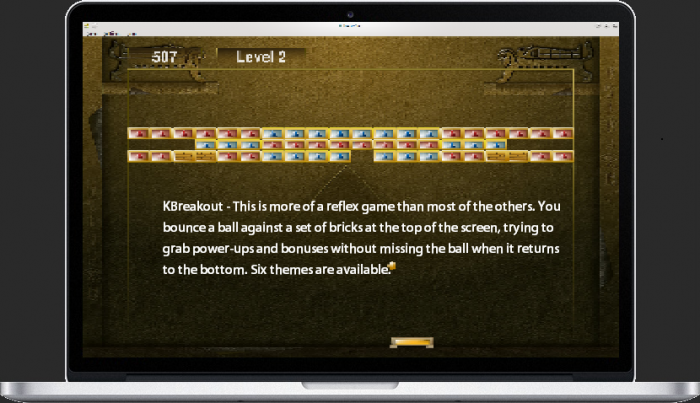 507 Level 2
KBreakout - This is more of a reflex game than most of the others. You
bounce a ball against a set of bricks at the top of the screen, trying to
grab power-ups and bonuses without missing the ball when it returns
to the bottom. Six themes are available.